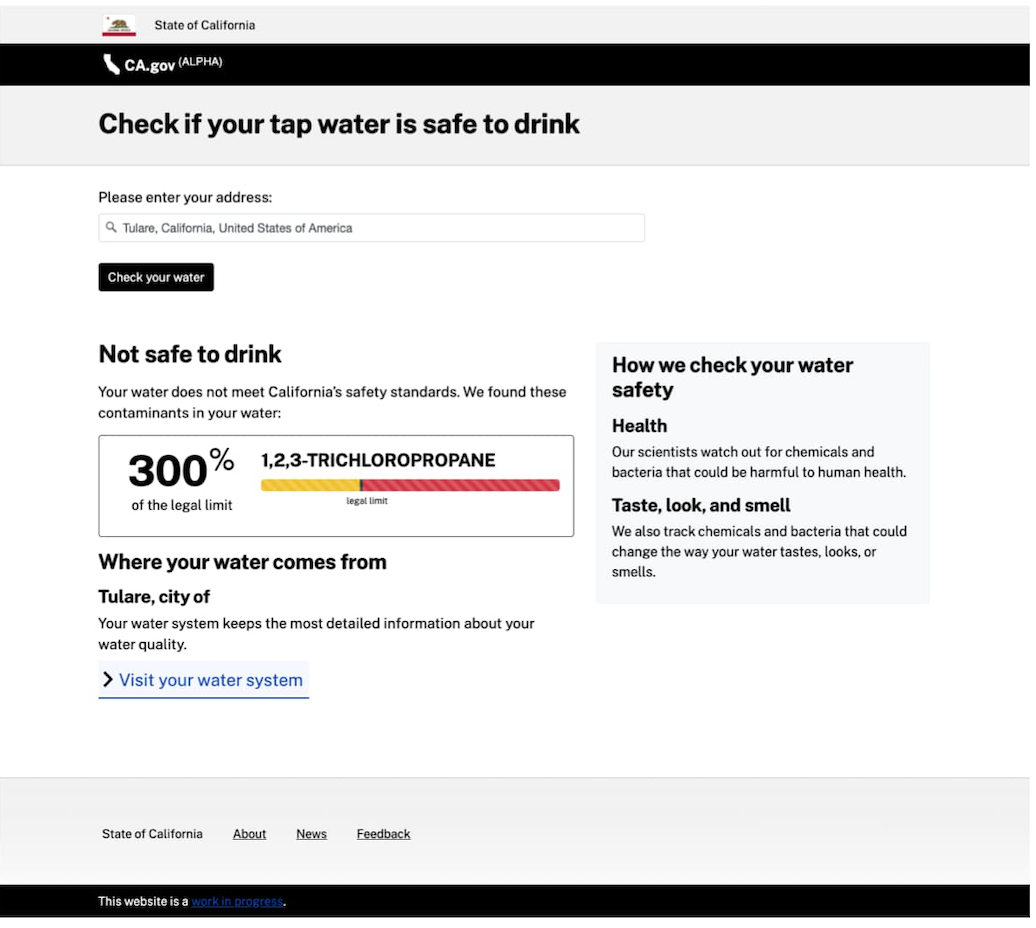 State of California
CA.gov (ALPHA)
Check if your tap water is safe to drink
Please enter your address:
Tulare, California, United States of America
Check your water
Not safe to drink
Your water does not meet California’s safety standards. We found these
contaminants in your water:
300%
of the legal limit
1,2,3-TRICHLOROPROPANE
legal limit
Where your water comes from
Tulare, city of
Your water system keeps the most detailed information about your
water quality.
Visit your water system
How we check your water
safety
Health
Our scientists watch out for chemicals and
bacteria that could be harmful to human health.
Taste, look, and smell
We also track chemicals and bacteria that could
change the way your water tastes, looks, or
smells.
State of California About News Feedback
This website is a work in progress.